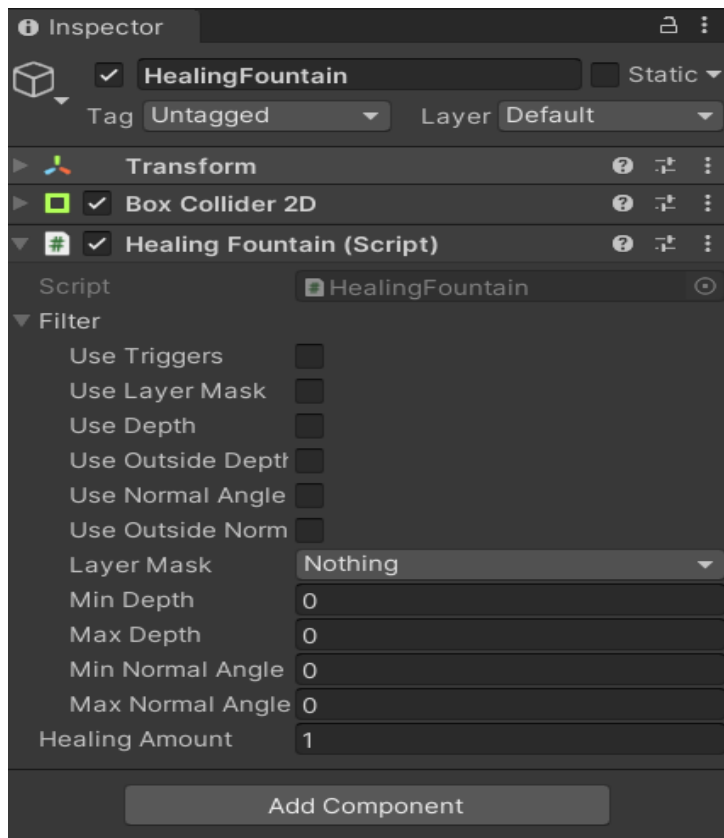 Inspector
HealingFountain Static
Tag Untagged Layer Default
Transform
Box Collider 2D
# Healing Fountain (Script)
Script # HealingFountain
Filter
Use Triggers
Use Layer Mask
Use Depth
Use Outside Depth
Use Normal Angle
Use Outside Norm
Layer Mask Nothing
Min Depth 0
Max Depth 0
Min Normal Angle 0
Max Normal Angle 0
Healing Amount 1
Add Component